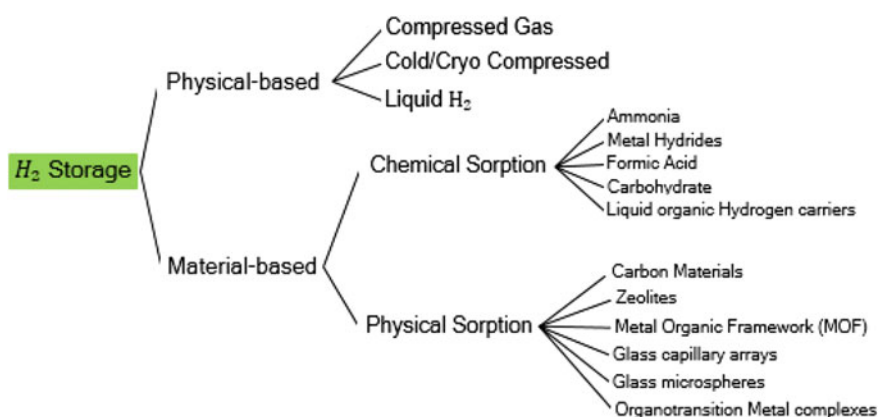 Compressed Gas
Cold/Cryo Compressed
Liquid H₂
Physical-based
H₂ Storage
Material-based
Chemical Sorption
Ammonia
Metal Hydrides
Formic Acid
Carbohydrate
Liquid organic Hydrogen carriers
Physical Sorption
Carbon Materials
Zeolites
Metal Organic Framework (MOF)
Glass capillary arrays
Glass microspheres
Organotransition Metal complexes